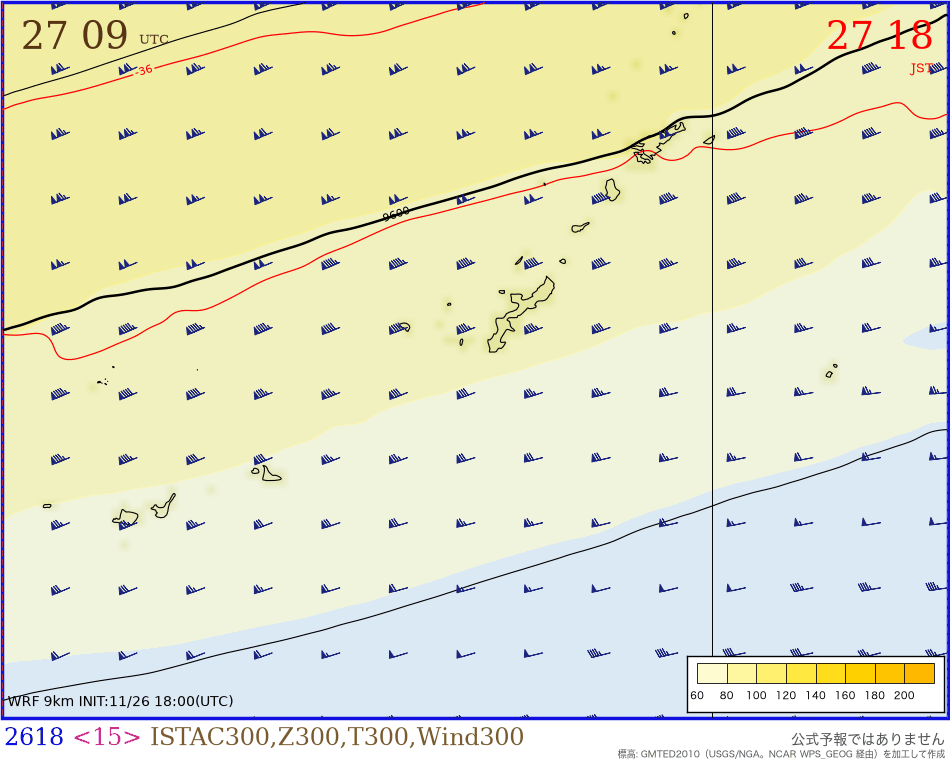 27 09 UTC
27 18
JST
-36
9600
WRF 9km INIT:11/26 18:00(UTC)
60 80 100 120 140 160 180 200
2618 <15> ISTAC300,Z300,T300,Wind300
公式予報ではありません
標高: GMTED2010（USGS/NGA。NCAR WPS_GEOG 経由）を加工して作成